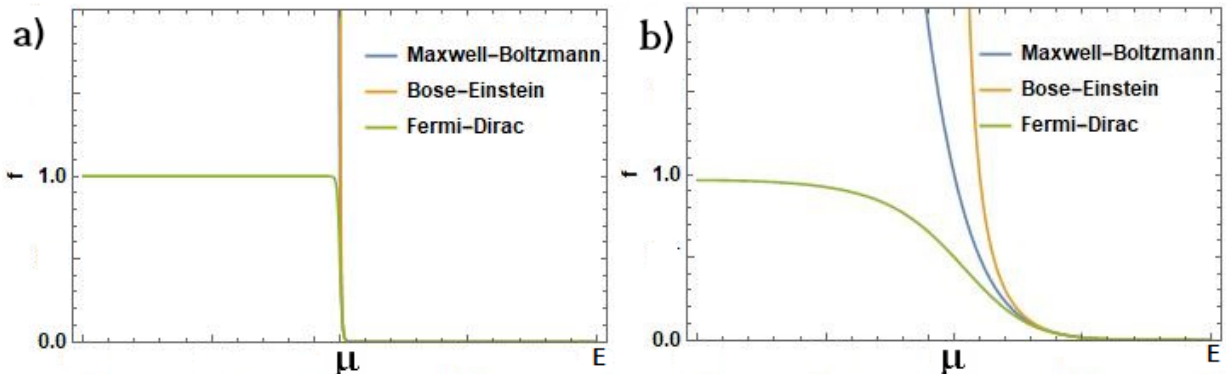 a)
Maxwell–Boltzmann
Bose–Einstein
Fermi–Dirac
f
1.0
0.0
μ
E
b)
Maxwell–Boltzmann
Bose–Einstein
Fermi–Dirac
f
1.0
0.0
μ
E